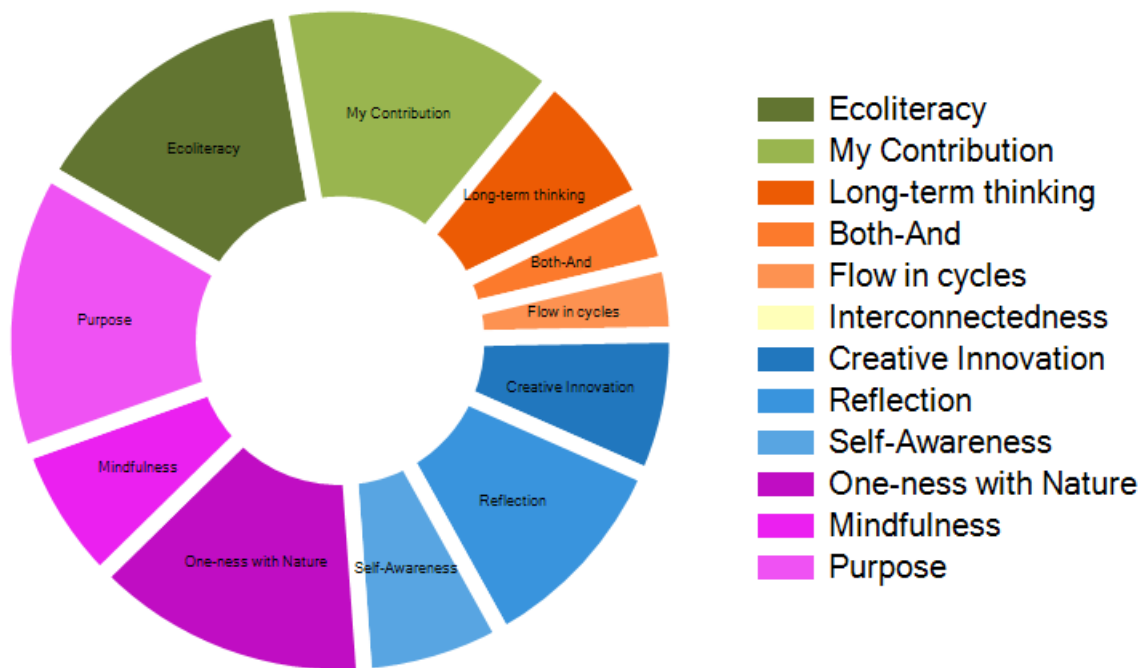 My Contribution
Ecoliteracy
Long-term thinking
Both-And
Flow in cycles
Purpose
Creative Innovation
Mindfulness
Reflection
One-ness with Nature
Self-Awareness
Ecoliteracy
My Contribution
Long-term thinking
Both-And
Flow in cycles
Interconnectedness
Creative Innovation
Reflection
Self-Awareness
One-ness with Nature
Mindfulness
Purpose